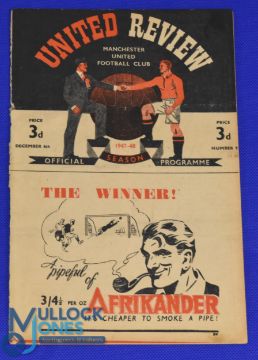 UNITED REVIEW
MANCHESTER
UNITED
FOOTBALL CLUB
PRICE
3d
DECEMBER 6th
PRICE
3d
NUMBER 9
1947-48
OFFICIAL SEASON PROGRAMME
THE WINNER!
a pipeful
of
3/4½ PER OZ AFRIKANDER
IT'S CHEAPER TO SMOKE A PIPE!
MULLOCK
JONES